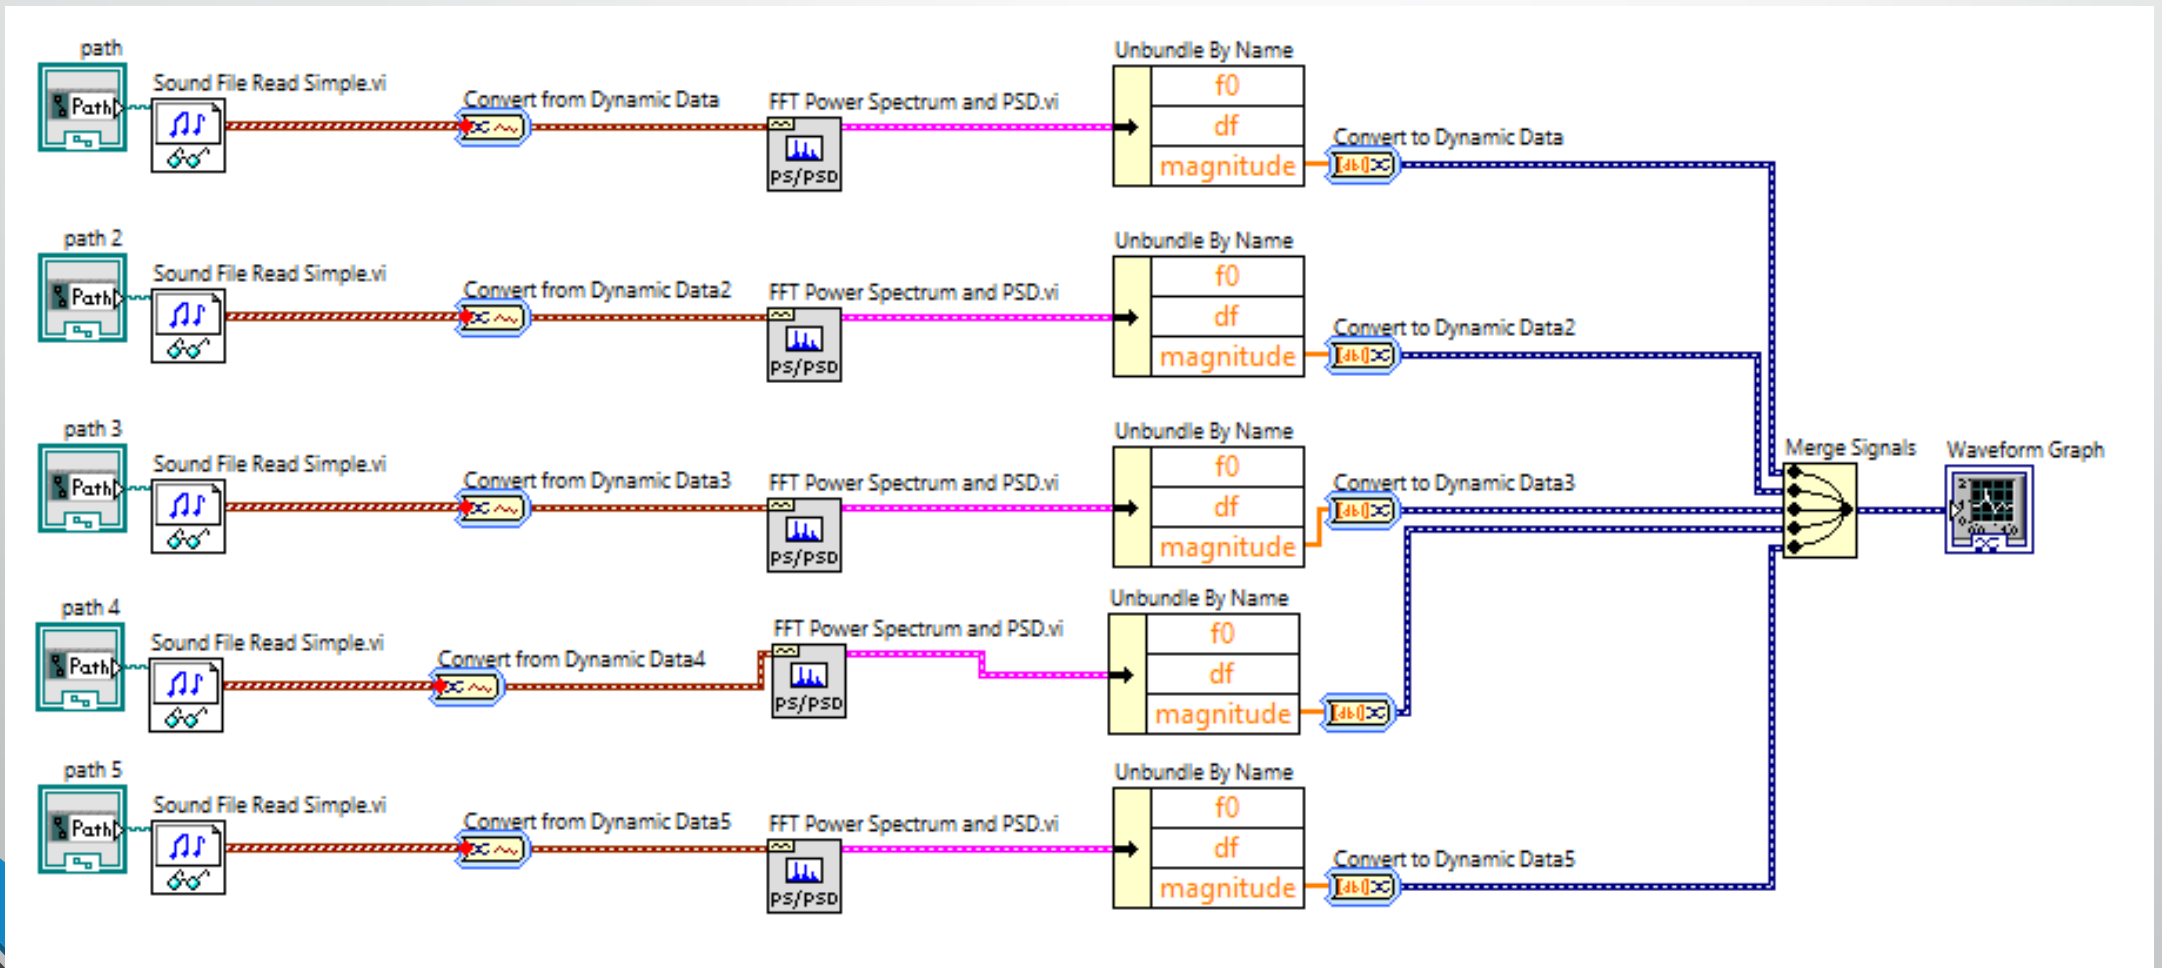 path
Sound File Read Simple.vi
Convert from Dynamic Data
FFT Power Spectrum and PSD.vi
Unbundle By Name
Path
PS/PSD
f0
df
magnitude
Convert to Dynamic Data
path 2
Sound File Read Simple.vi
Convert from Dynamic Data2
FFT Power Spectrum and PSD.vi
Unbundle By Name
Path
PS/PSD
f0
df
magnitude
Convert to Dynamic Data2
path 3
Sound File Read Simple.vi
Convert from Dynamic Data3
FFT Power Spectrum and PSD.vi
Unbundle By Name
Path
PS/PSD
f0
df
magnitude
Convert to Dynamic Data3
Merge Signals
Waveform Graph
path 4
Sound File Read Simple.vi
Convert from Dynamic Data4
FFT Power Spectrum and PSD.vi
Unbundle By Name
Path
PS/PSD
f0
df
magnitude
path 5
Sound File Read Simple.vi
Convert from Dynamic Data5
FFT Power Spectrum and PSD.vi
Unbundle By Name
Path
PS/PSD
f0
df
magnitude
Convert to Dynamic Data5